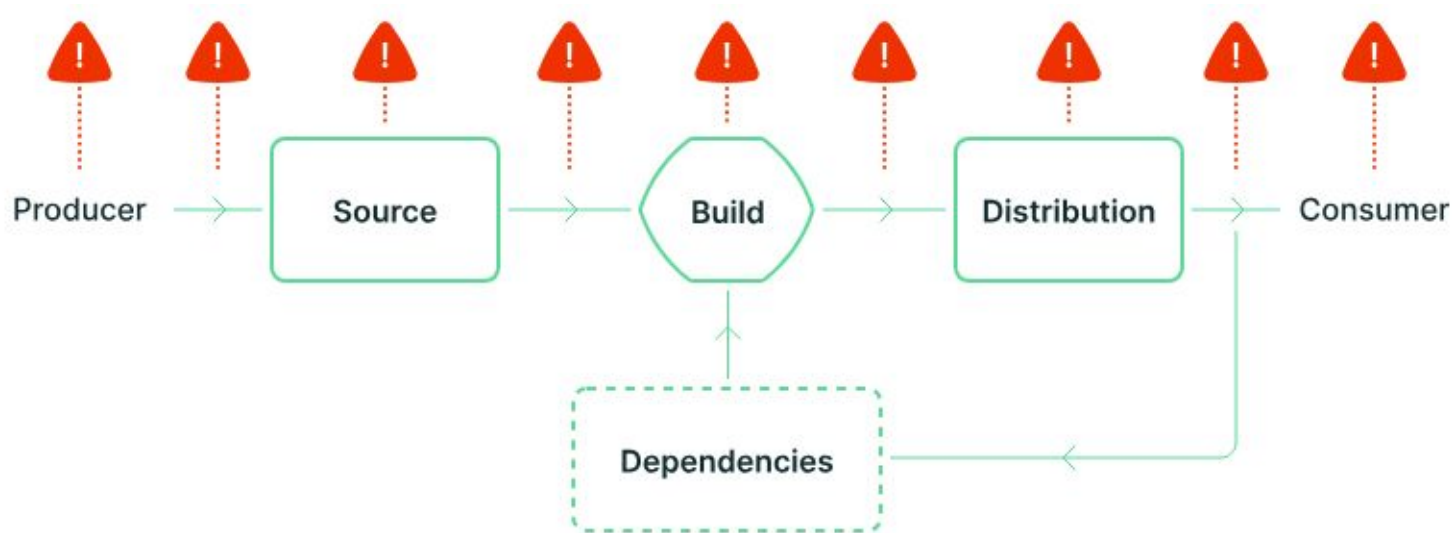 ! ! ! ! ! ! ! ! !
Producer Source Build Distribution Consumer
Dependencies